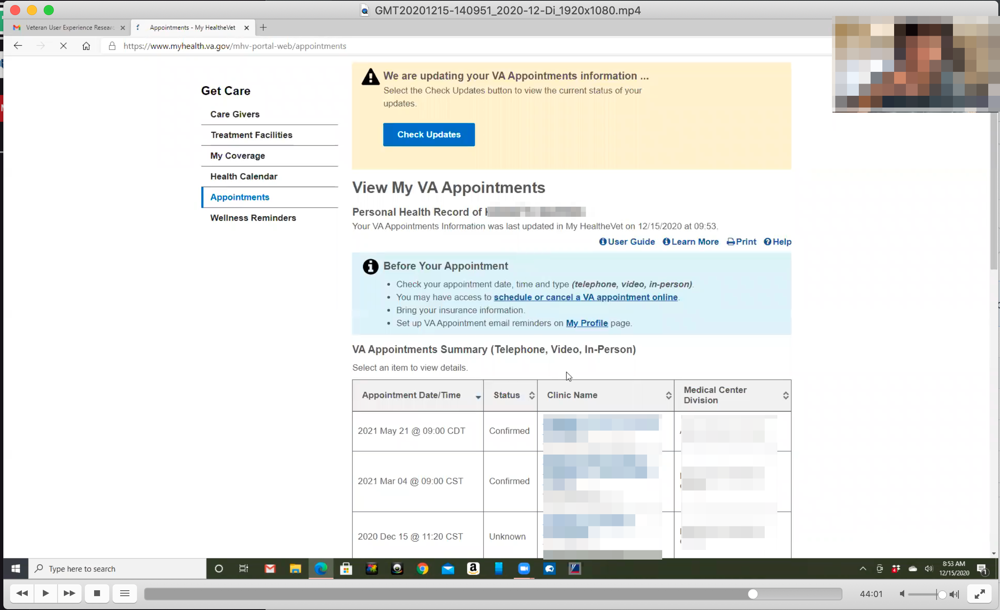 GMT20201215-140951_2020-12-Di_1920x1080.mp4
Veteran User Experience Resear
Appointments - My HealtheVet
https://www.myhealth.va.gov/mhv-portal-web/appointments
We are updating your VA Appointments information ...
Select the Check Updates button to view the current status of your
updates.
Check Updates
Get Care
Care Givers
Treatment Facilities
My Coverage
Health Calendar
Appointments
Wellness Reminders
View My VA Appointments
Personal Health Record of
Your VA Appointments Information was last updated in My HealtheVet on 12/15/2020 at 09:53.
User Guide Learn More Print Help
Before Your Appointment
• Check your appointment date, time and type (telephone, video, in-person).
• You may have access to schedule or cancel a VA appointment online.
• Bring your insurance information.
• Set up VA Appointment email reminders on My Profile page.
VA Appointments Summary (Telephone, Video, In-Person)
Select an item to view details.
Appointment Date/Time Status Clinic Name Medical Center
Division
2021 May 21 @ 09:00 CDT Confirmed
2021 Mar 04 @ 09:00 CST Confirmed
2020 Dec 15 @ 11:20 CST Unknown
Type here to search
8:53 AM
12/15/2020
1
44:01